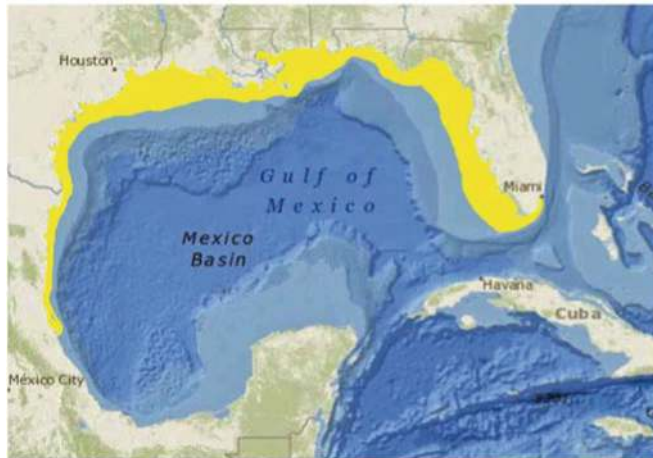 Houston
Gulf of
Mexico
Miami
Mexico
Basin
Havana
Cuba
México City